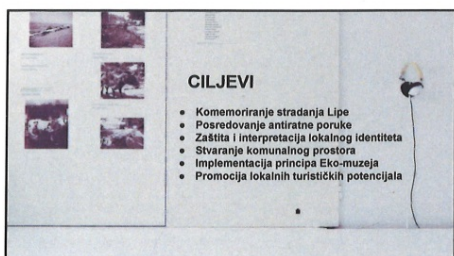 CILJEVI
● Komemoriranje stradanja Lipe
● Posredovanje antiratne poruke
● Zaštita i interpretacija lokalnog identiteta
● Stvaranje komunalnog prostora
● Implementacija principa Eko-muzeja
● Promocija lokalnih turističkih potencijala